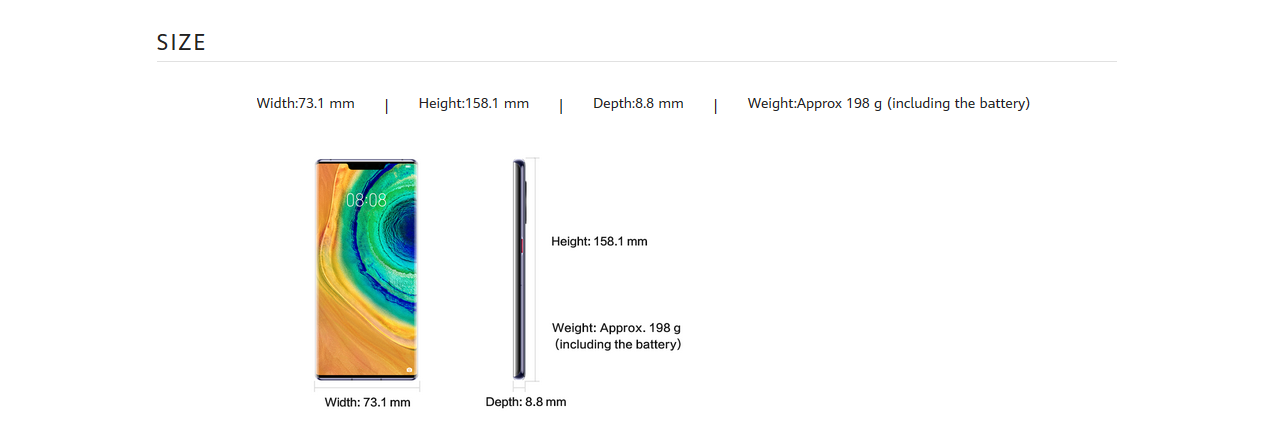 SIZE
Width:73.1 mm | Height:158.1 mm | Depth:8.8 mm | Weight:Approx 198 g (including the battery)
08:08
Height: 158.1 mm
Weight: Approx. 198 g
(including the battery)
Width: 73.1 mm
Depth: 8.8 mm